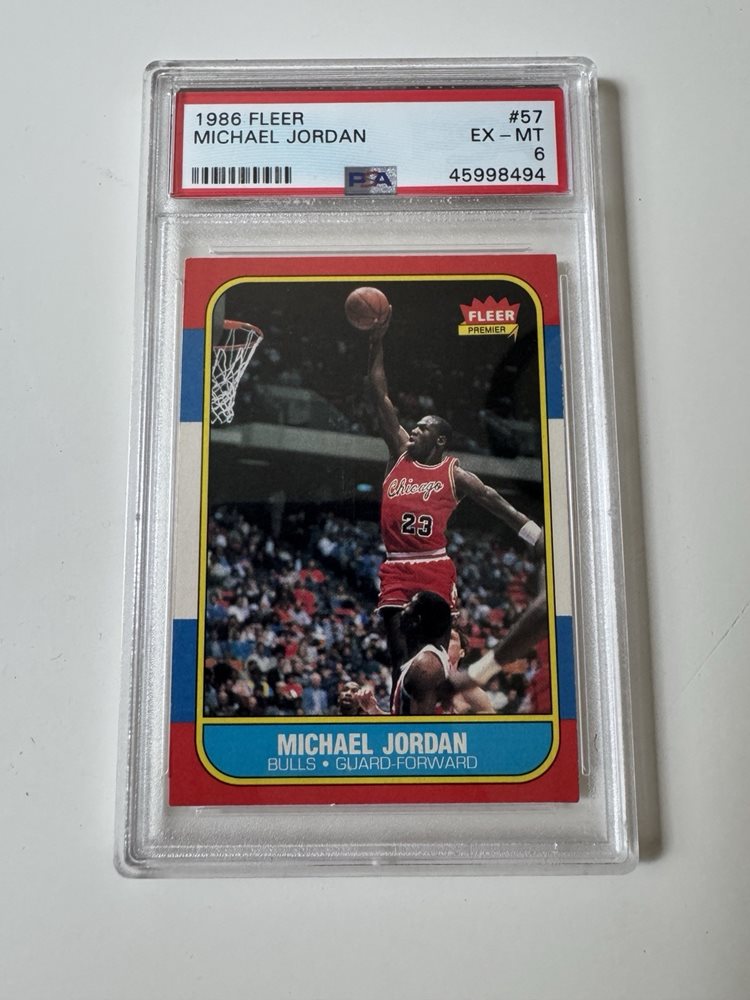 1986 FLEER #57
MICHAEL JORDAN EX - MT
6
PSA 45998494
FLEER
PREMIER
Chicago
23
MICHAEL JORDAN
BULLS • GUARD-FORWARD